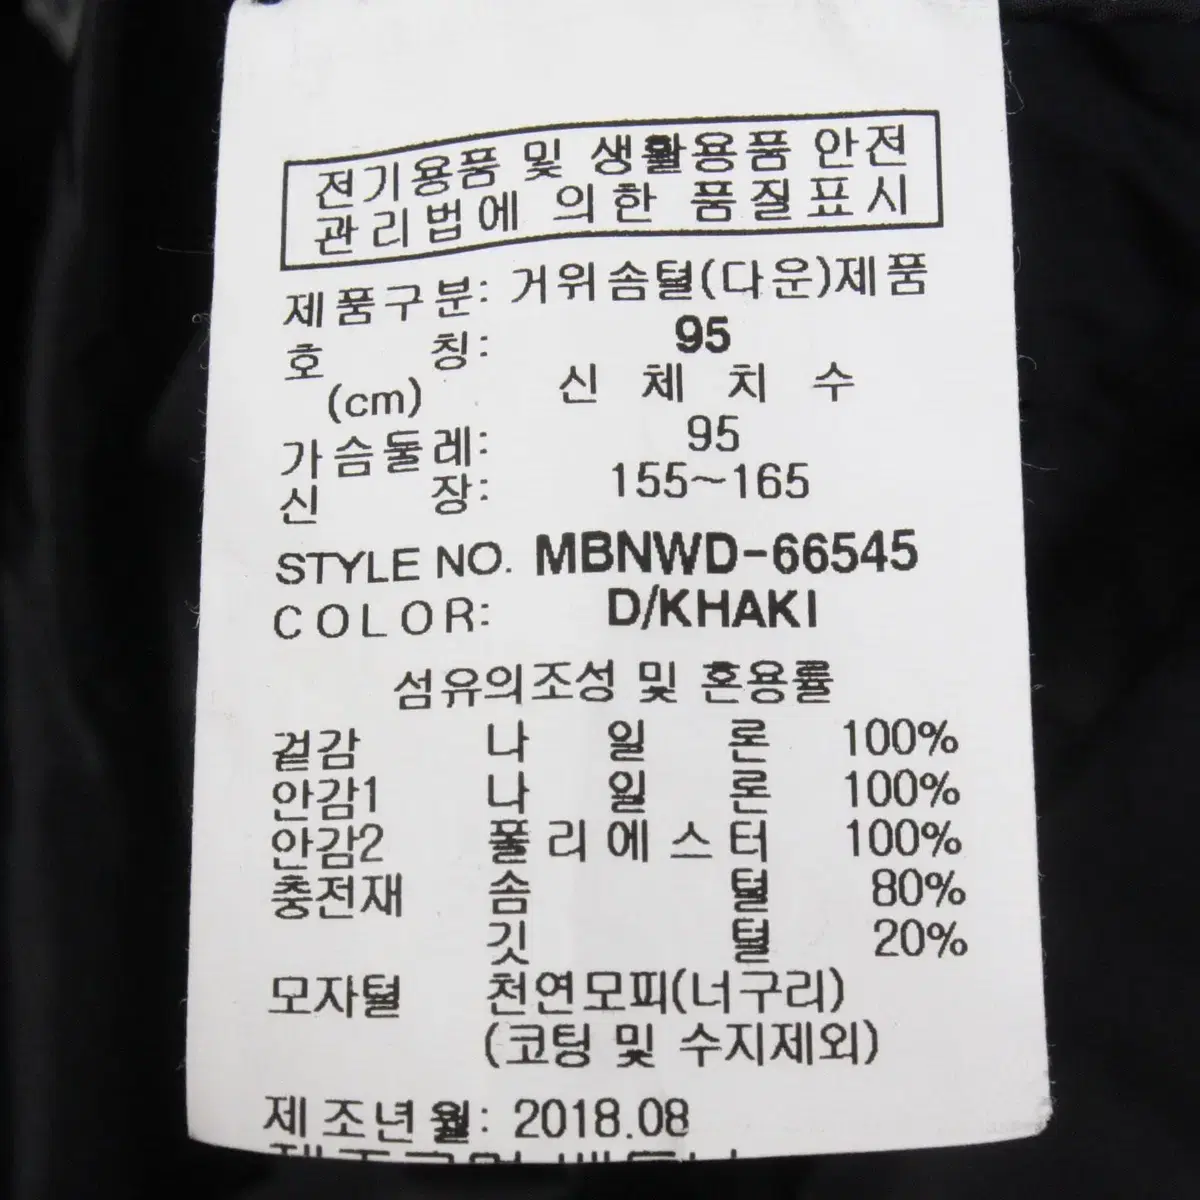 전기용품 및 생활용품 안전
관리법에 의한 품질표시
제품구분: 거위솜털(다운)제품
호 칭: 95
(cm) 신 체 치 수
가슴둘레: 95
신 장: 155~165
STYLE NO. MBNWD-66545
COLOR: D/KHAKI
섬유의조성 및 혼용률
겉감 나 일 론 100%
안감1 나 일 론 100%
안감2 폴리에스터 100%
충전재 솜 털 80%
깃 털 20%
모자털 천연모피(너구리)
(코팅 및 수지제외)
제조년월: 2018.08